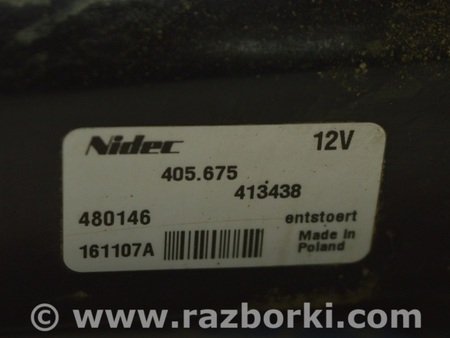 Nidec 12V
405.675
413438
480146 entstoert
161107A Made in Poland
© www.razborki.com